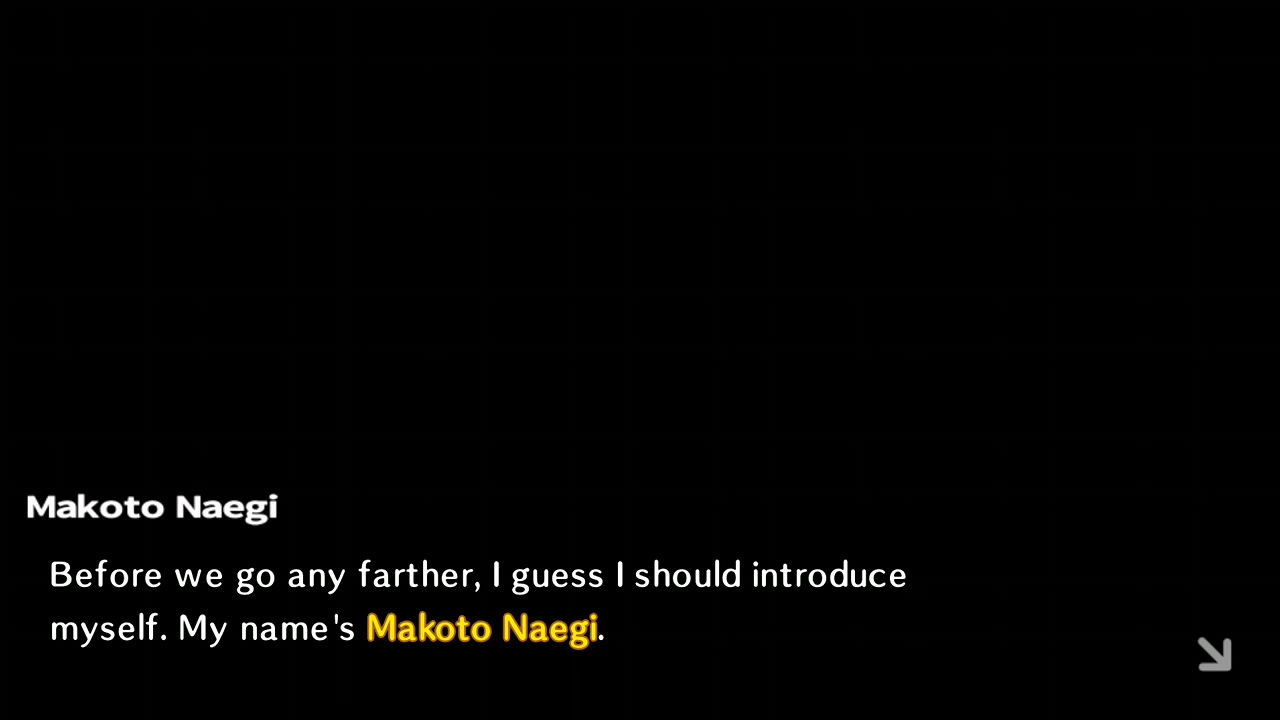 Makoto Naegi
Before we go any farther, I guess I should introduce
myself. My name's Makoto Naegi.